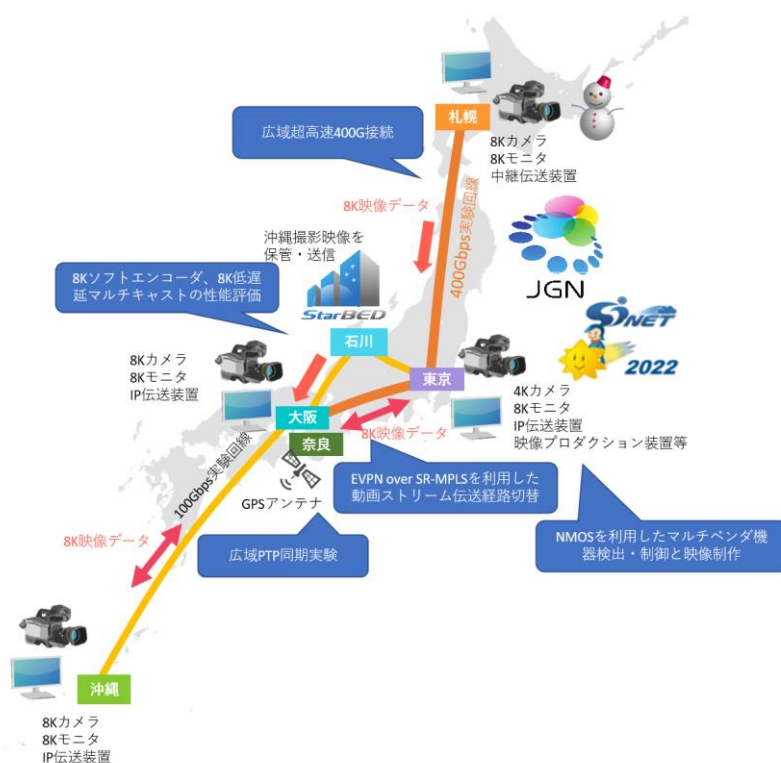 札幌
8Kカメラ
8Kモニタ
中継伝送装置
広域超高速400G接続
8K映像データ
400Gbps実験回線
JGN
沖縄撮影映像を
保管・送信
StarBED
8Kソフトエンコーダ、8K低遅
延マルチキャストの性能評価
石川
SINET
2022
8Kカメラ
8Kモニタ
IP伝送装置
東京
4Kカメラ
8Kモニタ
IP伝送装置
映像プロダクション装置等
大阪
奈良
8K映像データ
100Gbps実験回線
GPSアンテナ
EVPN over SR-MPLSを利用した
動画ストリーム伝送経路切替
広域PTP同期実験
NMOSを利用したマルチベンダ機
器検出・制御と映像制作
8K映像データ
沖縄
8Kカメラ
8Kモニタ
IP伝送装置